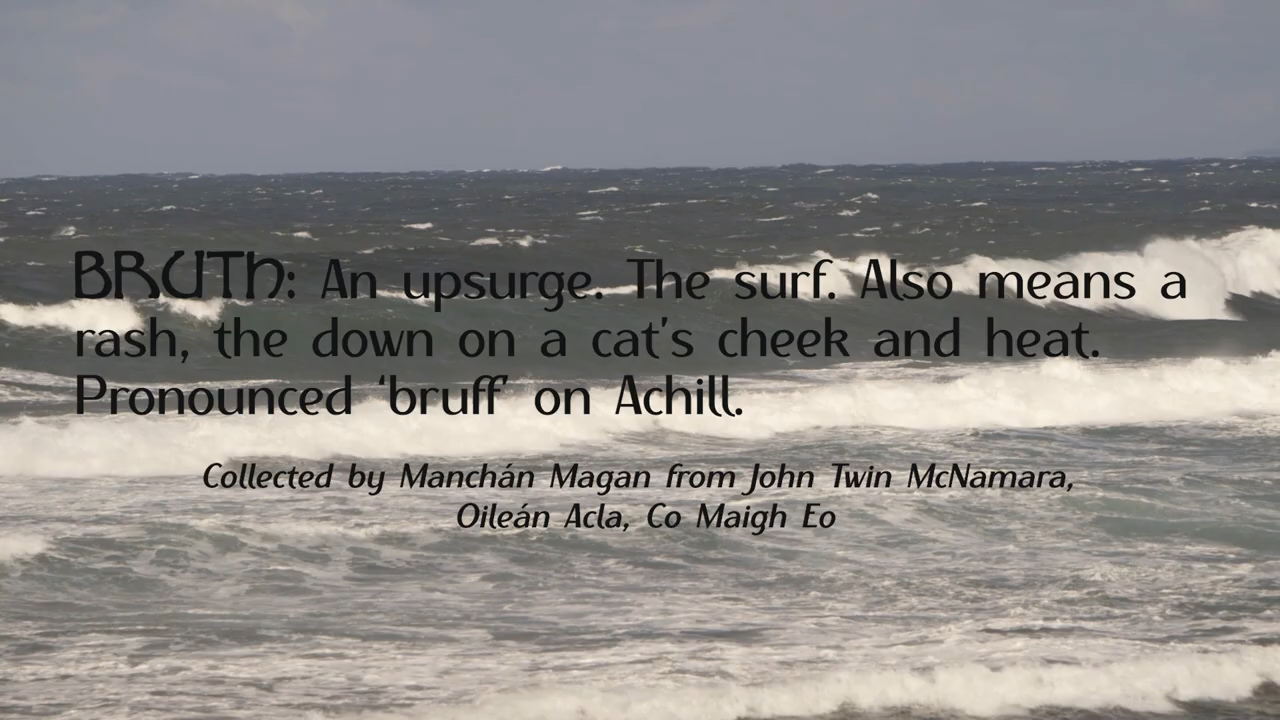 BRUTh: An upsurge. The surf. Also means a
rash, the down on a cat's cheek and heat.
Pronounced ‘bruff’ on Achill.
Collected by Manchán Magan from John Twin McNamara,
Oileán Acla, Co Maigh Eo